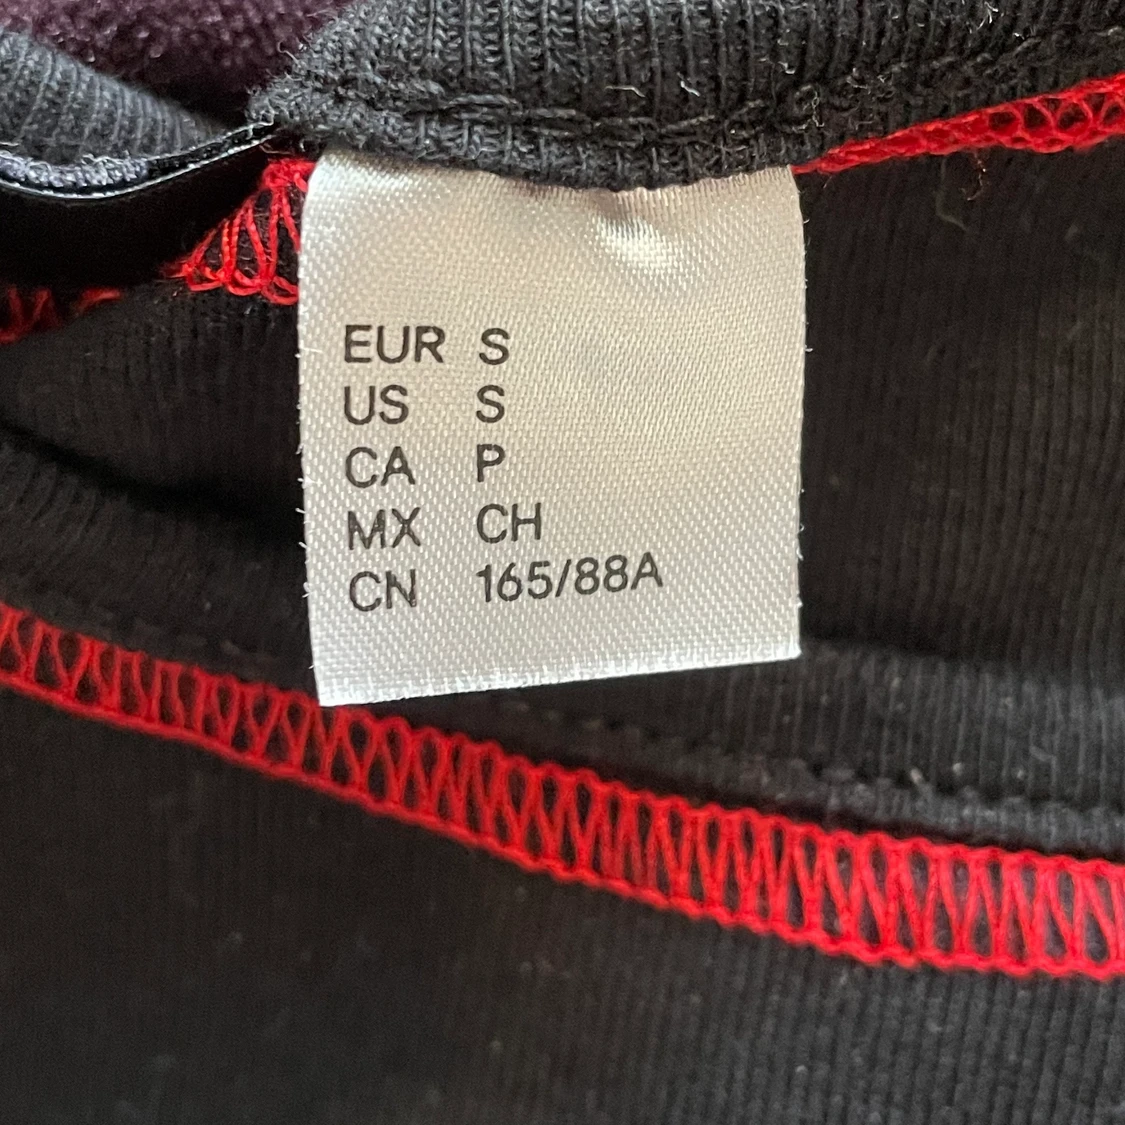 EUR S
US S
CA P
MX CH
CN 165/88A